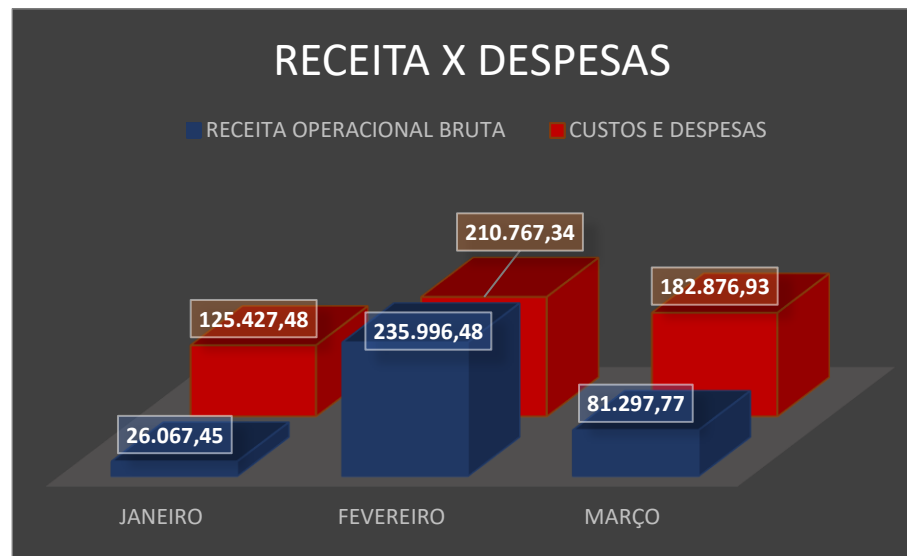 RECEITA X DESPESAS
RECEITA OPERACIONAL BRUTA CUSTOS E DESPESAS
210.767,34
182.876,93
125.427,48
235.996,48
81.297,77
26.067,45
JANEIRO FEVEREIRO MARÇO